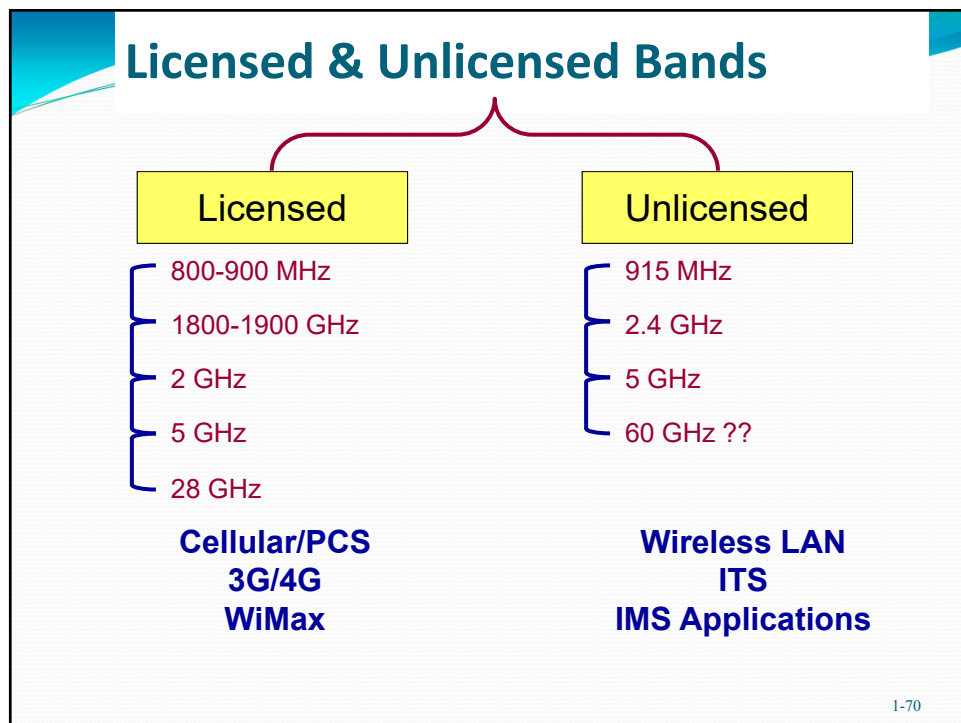 Licensed & Unlicensed Bands
Licensed
800-900 MHz
1800-1900 GHz
2 GHz
5 GHz
28 GHz
Cellular/PCS
3G/4G
WiMax
Unlicensed
915 MHz
2.4 GHz
5 GHz
60 GHz ??
Wireless LAN
ITS
IMS Applications
1-70